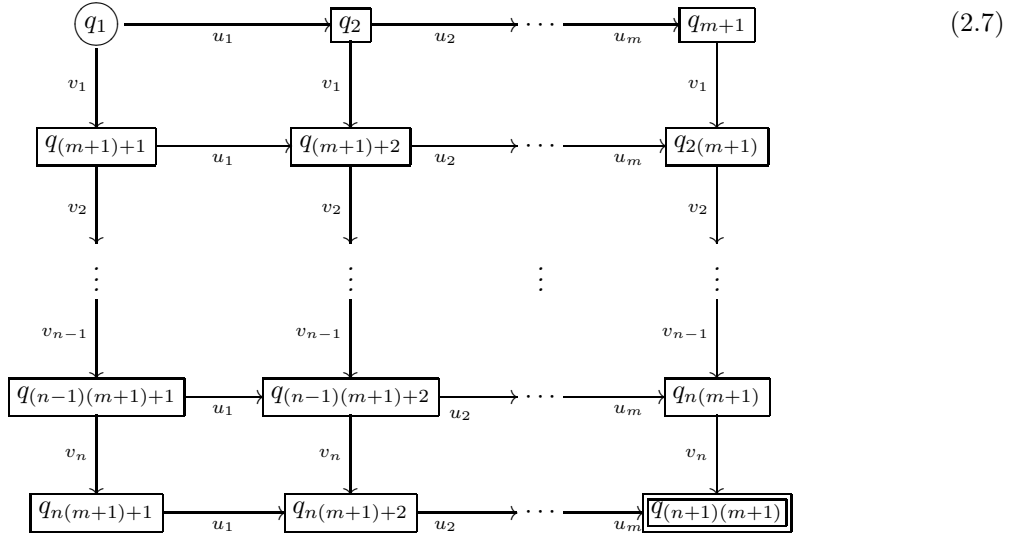 q_1 q_2 q_{m+1} (2.7)
u_1 u_2 ··· u_m
v_1 v_1 v_1
q_{(m+1)+1} q_{(m+1)+2} ··· q_{2(m+1)}
u_1 u_2 u_m
v_2 v_2 v_2
⋮ ⋮ ⋮ ⋮
v_{n−1} v_{n−1} v_{n−1}
q_{(n−1)(m+1)+1} q_{(n−1)(m+1)+2} ··· q_{n(m+1)}
u_1 u_2 u_m
v_n v_n v_n
q_{n(m+1)+1} q_{n(m+1)+2} ··· q_{(n+1)(m+1)}
u_1 u_2 u_m